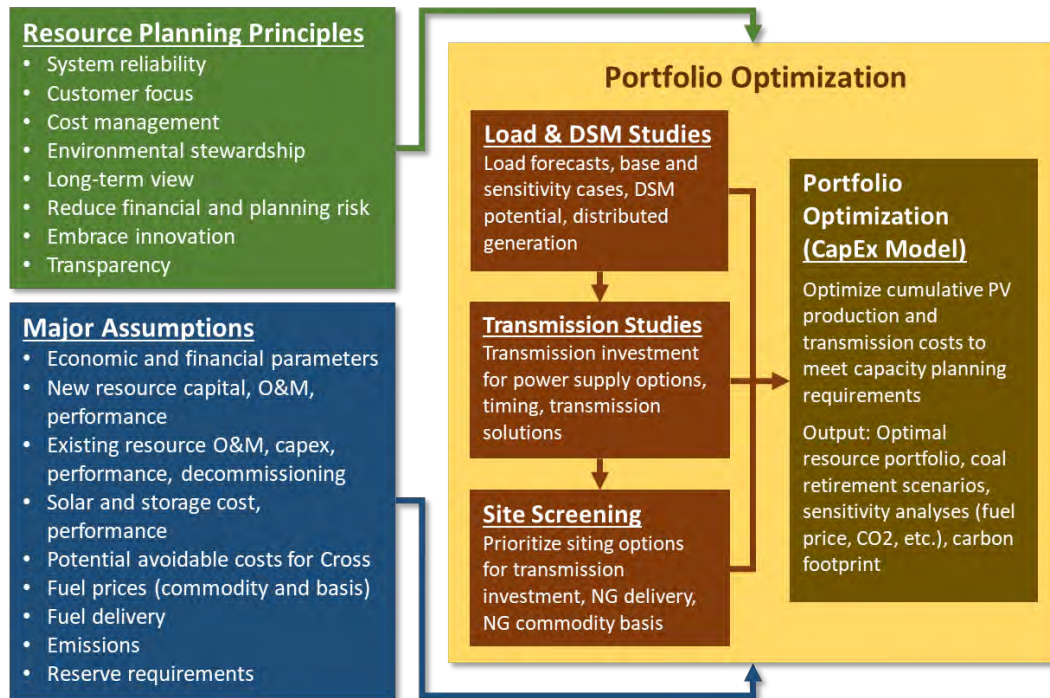 Resource Planning Principles
• System reliability
• Customer focus
• Cost management
• Environmental stewardship
• Long-term view
• Reduce financial and planning risk
• Embrace innovation
• Transparency
Major Assumptions
• Economic and financial parameters
• New resource capital, O&M,
performance
• Existing resource O&M, capex,
performance, decommissioning
• Solar and storage cost,
performance
• Potential avoidable costs for Cross
• Fuel prices (commodity and basis)
• Fuel delivery
• Emissions
• Reserve requirements
Portfolio Optimization
Load & DSM Studies
Load forecasts, base and
sensitivity cases, DSM
potential, distributed
generation
Transmission Studies
Transmission investment
for power supply options,
timing, transmission
solutions
Site Screening
Prioritize siting options
for transmission
investment, NG delivery,
NG commodity basis
Portfolio
Optimization
(CapEx Model)
Optimize cumulative PV
production and
transmission costs to
meet capacity planning
requirements
Output: Optimal
resource portfolio, coal
retirement scenarios,
sensitivity analyses (fuel
price, CO2, etc.), carbon
footprint